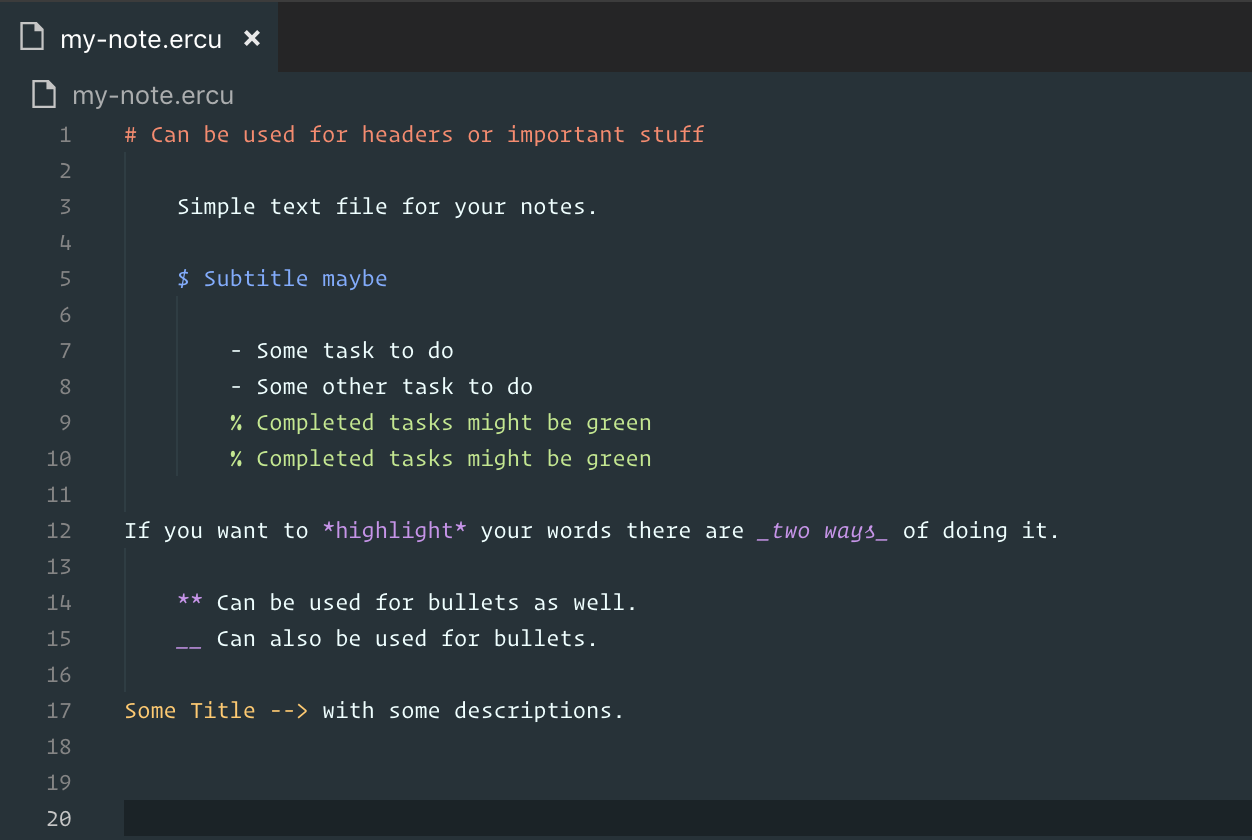 my-note.ercu ×
my-note.ercu
1 # Can be used for headers or important stuff
2
3 Simple text file for your notes.
4
5 $ Subtitle maybe
6
7 - Some task to do
8 - Some other task to do
9 % Completed tasks might be green
10 % Completed tasks might be green
11
12 If you want to *highlight* your words there are _two ways_ of doing it.
13
14 ** Can be used for bullets as well.
15 __ Can also be used for bullets.
16
17 Some Title --> with some descriptions.
18
19
20